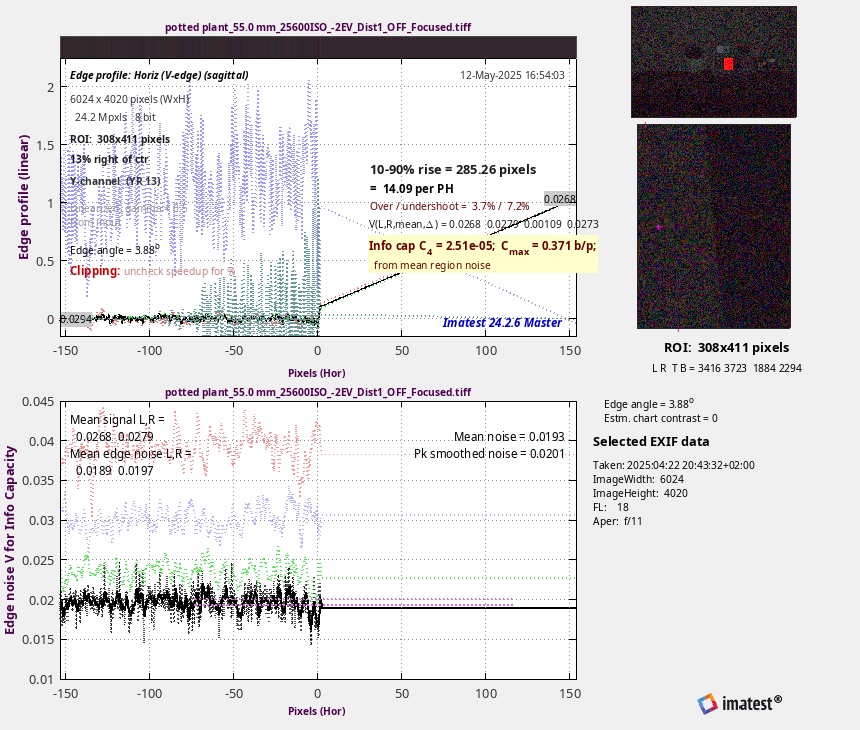 potted plant_55.0 mm_25600ISO_-2EV_Dist1_OFF_Focused.tiff
Edge profile: Horiz (V-edge) (sagittal)
12-May-2025 16:54:03
6024 x 4020 pixels (WxH)
24.2 Mpxls 8 bit
ROI: 308x411 pixels
13% right of ctr
Y-channel (YR 13)
Edge angle = 3.88o
Clipping: uncheck speedup for %
10-90% rise = 285.26 pixels
= 14.09 per PH
Over / undershoot = 3.7% / 7.2%
V(L,R,mean,Δ) = 0.0268 0.0279 0.00109 0.0273
Info cap C4 = 2.51e-05; Cmax = 0.371 b/p;
from mean region noise
0.0268
0.0294
Imatest 24.2.6 Master
Edge profile (linear)
2
1.5
1
0.5
0
-150 -100 -50 0 50 100 150
Pixels (Hor)
potted plant_55.0 mm_25600ISO_-2EV_Dist1_OFF_Focused.tiff
Mean signal L,R =
0.0268 0.0279
Mean edge noise L,R =
0.0189 0.0197
Mean noise = 0.0193
Pk smoothed noise = 0.0201
Edge noise V for Info Capacity
0.045
0.04
0.035
0.03
0.025
0.02
0.015
0.01
-150 -100 -50 0 50 100 150
Pixels (Hor)
ROI: 308x411 pixels
L R T B = 3416 3723 1884 2294
Edge angle = 3.88o
Estm. chart contrast = 0
Selected EXIF data
Taken: 2025:04:22 20:43:32+02:00
ImageWidth: 6024
ImageHeight: 4020
FL: 18
Aper: f/11
imatest®